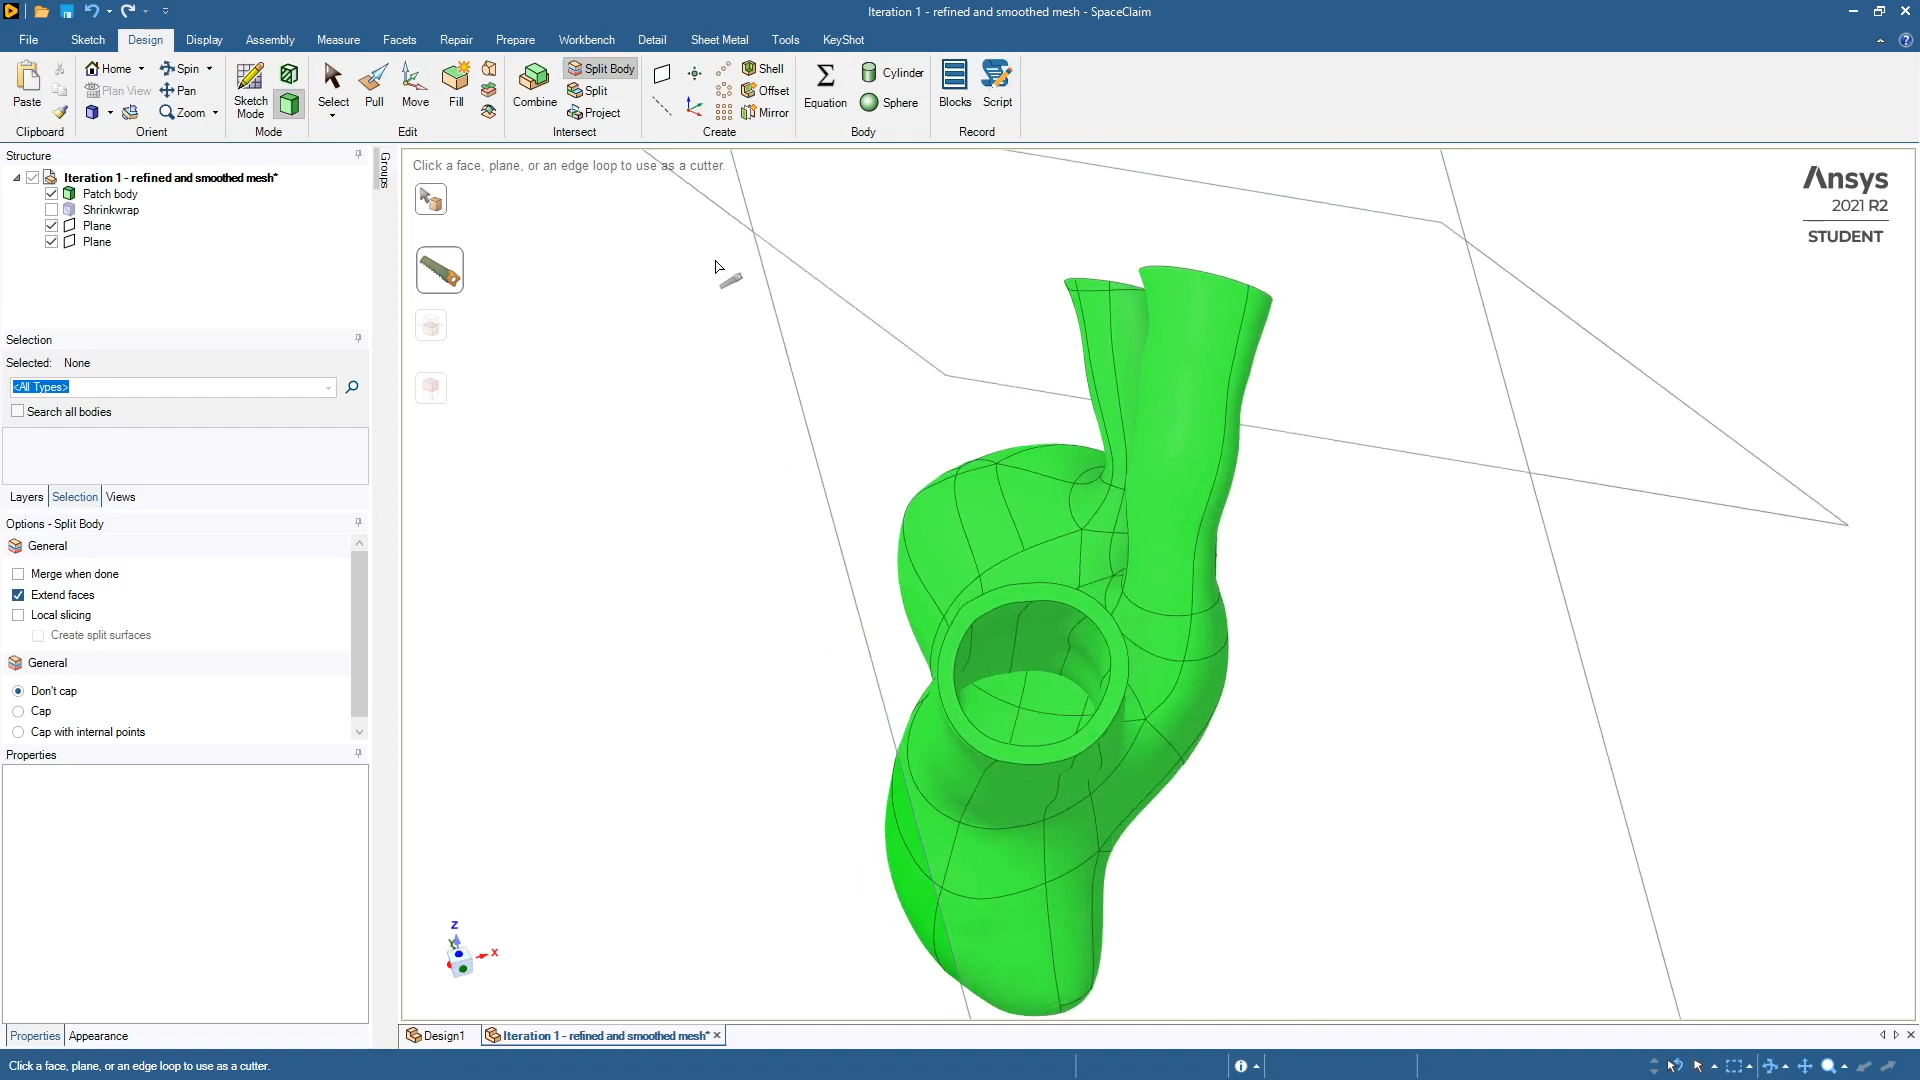 Iteration 1 - refined and smoothed mesh - SpaceClaim
File Sketch Design Display Assembly Measure Facets Repair Prepare Workbench Detail Sheet Metal Tools KeyShot
Paste
Clipboard
Home
Plan View
Spin
Pan
Zoom
Orient
Sketch
Mode
Mode
Select
Pull
Move
Fill
Edit
Combine
Split Body
Split
Project
Intersect
Shell
Offset
Mirror
Create
Equation
Cylinder
Sphere
Body
Blocks
Script
Record
Structure
Iteration 1 - refined and smoothed mesh*
Patch body
Shrinkwrap
Plane
Plane
Groups
Click a face, plane, or an edge loop to use as a cutter.
Ansys
2021 R2
STUDENT
Selection
Selected: None
<All Types>
Search all bodies
Layers Selection Views
Options - Split Body
General
Merge when done
Extend faces
Local slicing
Create split surfaces
General
Don't cap
Cap
Cap with internal points
Properties
Z
Y
X
Properties Appearance
Design1 Iteration 1 - refined and smoothed mesh*
Click a face, plane, or an edge loop to use as a cutter.